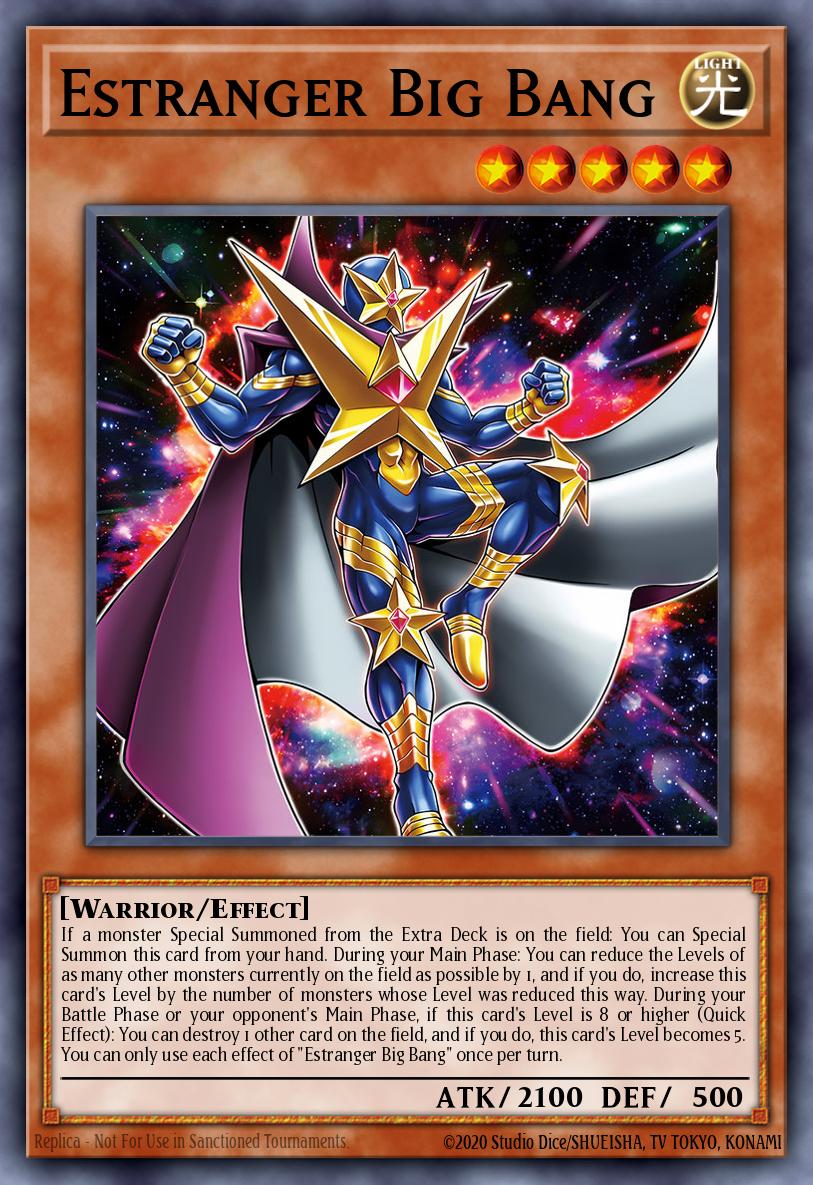 Estranger Big Bang
LIGHT
光
[Warrior/Effect]
If a monster Special Summoned from the Extra Deck is on the field: You can Special
Summon this card from your hand. During your Main Phase: You can reduce the Levels of
as many other monsters currently on the field as possible by 1, and if you do, increase this
card's Level by the number of monsters whose Level was reduced this way. During your
Battle Phase or your opponent's Main Phase, if this card's Level is 8 or higher (Quick
Effect): You can destroy 1 other card on the field, and if you do, this card's Level becomes 5.
You can only use each effect of "Estranger Big Bang" once per turn.
ATK/ 2100 DEF/ 500
Replica - Not For Use in Sanctioned Tournaments.
©2020 Studio Dice/SHUEISHA, TV TOKYO, KONAMI